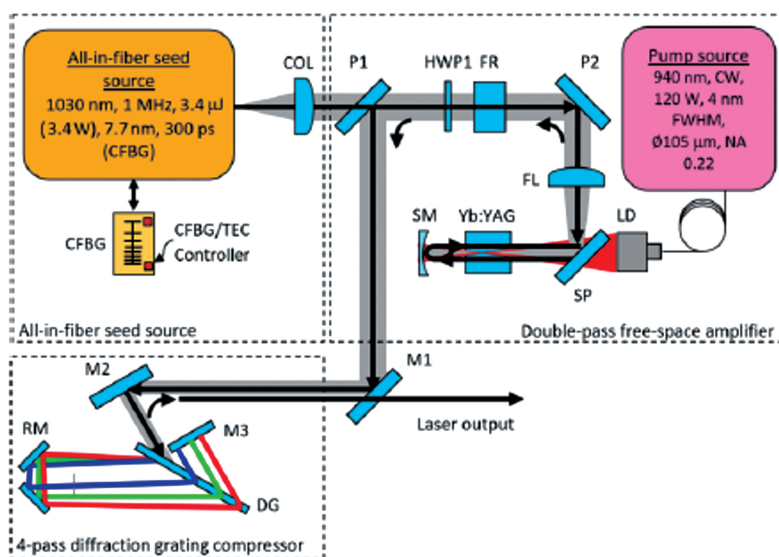 All-in-fiber seed
source
1030 nm, 1 MHz, 3.4 µJ
(3.4 W), 7.7 nm, 300 ps
(CFBG)
CFBG
CFBG/TEC
Controller
All-in-fiber seed source
COL
P1
HWP1
FR
P2
Pump source
940 nm, CW,
120 W, 4 nm
FWHM,
Ø105 µm, NA
0.22
FL
SM
Yb:YAG
LD
SP
Double-pass free-space amplifier
M2
M1
Laser output
RM
M3
DG
4-pass diffraction grating compressor